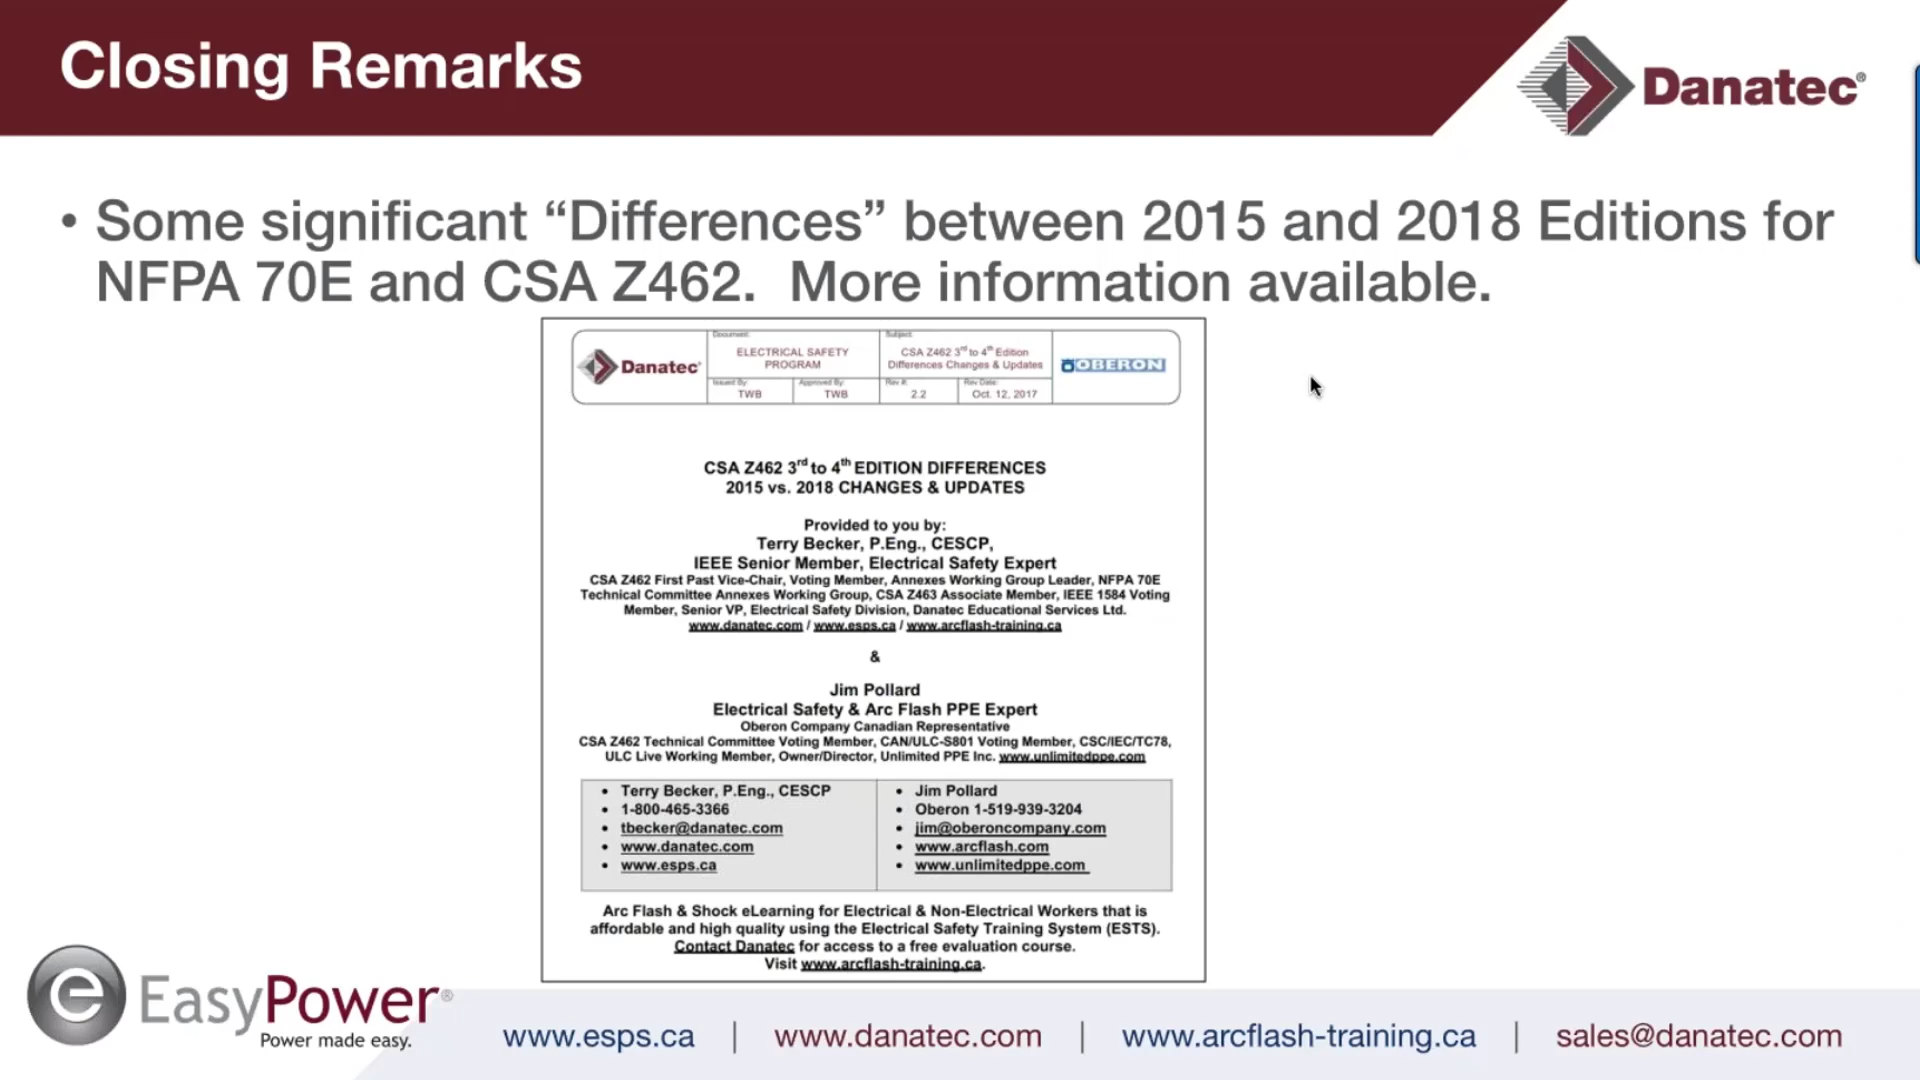 Closing Remarks
Danatec®
• Some significant “Differences” between 2015 and 2018 Editions for
NFPA 70E and CSA Z462. More information available.
Danatec®
Document:
ELECTRICAL SAFETY
PROGRAM
Subject:
CSA Z462 3rd to 4th Edition
Differences Changes & Updates
OBERON
Issued By:
TWB
Approved By:
TWB
Rev #:
2.2
Rev Date:
Oct. 12, 2017
CSA Z462 3rd to 4th EDITION DIFFERENCES
2015 vs. 2018 CHANGES & UPDATES
Provided to you by:
Terry Becker, P.Eng., CESCP,
IEEE Senior Member, Electrical Safety Expert
CSA Z462 First Past Vice-Chair, Voting Member, Annexes Working Group Leader, NFPA 70E
Technical Committee Annexes Working Group, CSA Z463 Associate Member, IEEE 1584 Voting
Member, Senior VP, Electrical Safety Division, Danatec Educational Services Ltd.
www.danatec.com / www.esps.ca / www.arcflash-training.ca
&
Jim Pollard
Electrical Safety & Arc Flash PPE Expert
Oberon Company Canadian Representative
CSA Z462 Technical Committee Voting Member, CAN/ULC-S801 Voting Member, CSC/IEC/TC78,
ULC Live Working Member, Owner/Director, Unlimited PPE Inc. www.unlimitedppe.com
• Terry Becker, P.Eng., CESCP
• 1-800-465-3366
• tbecker@danatec.com
• www.danatec.com
• www.esps.ca
• Jim Pollard
• Oberon 1-519-939-3204
• jim@oberoncompany.com
• www.arcflash.com
• www.unlimitedppe.com
Arc Flash & Shock eLearning for Electrical & Non-Electrical Workers that is
affordable and high quality using the Electrical Safety Training System (ESTS).
Contact Danatec for access to a free evaluation course.
Visit www.arcflash-training.ca.
e EasyPower®
Power made easy.
www.esps.ca | www.danatec.com | www.arcflash-training.ca | sales@danatec.com